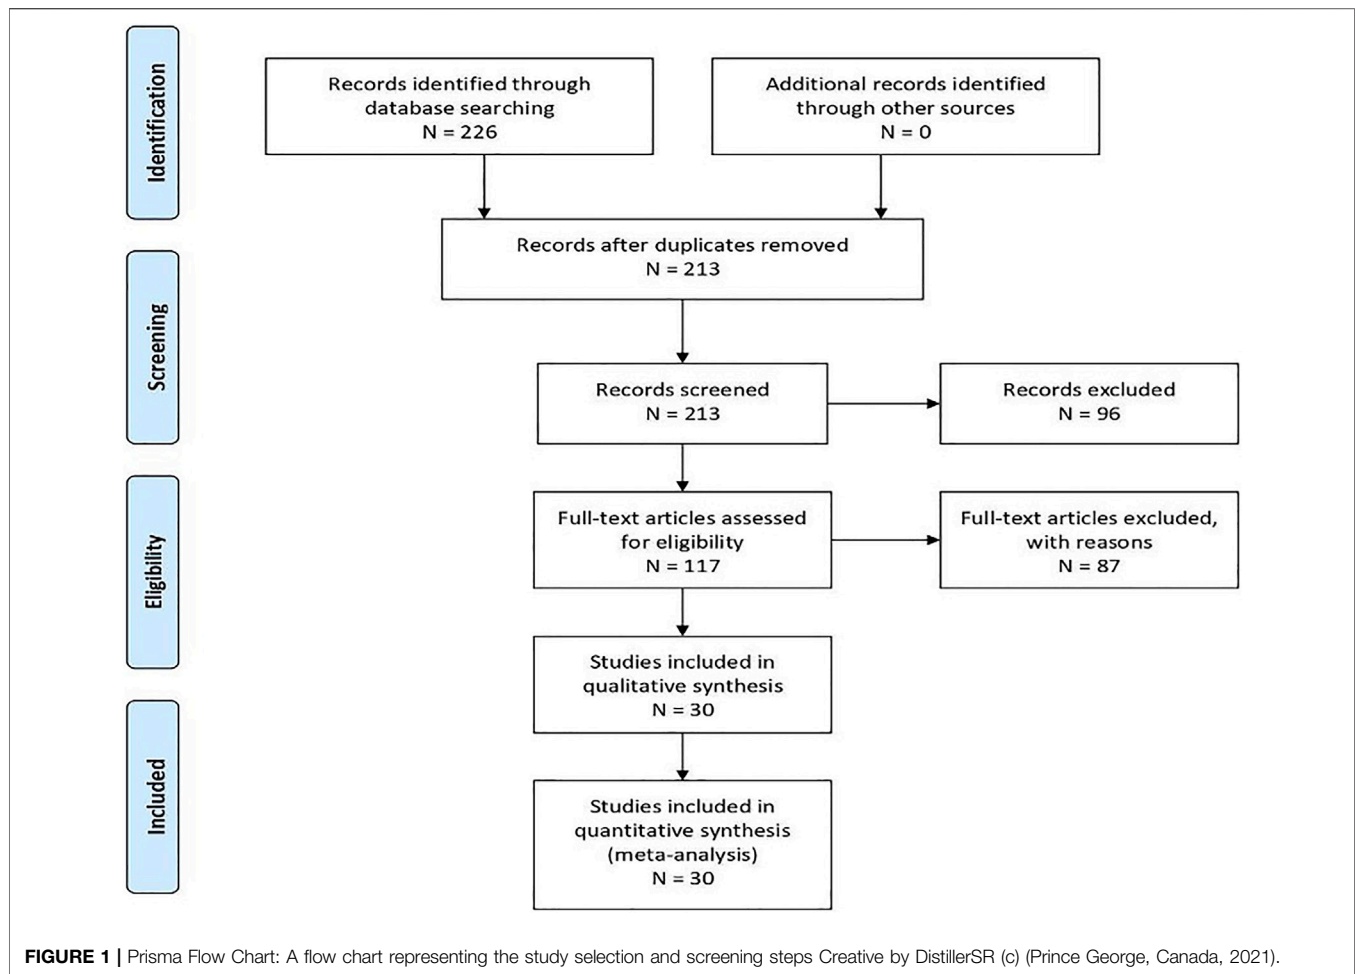 Identification
Records identified through
database searching
N = 226
Additional records identified
through other sources
N = 0
Records after duplicates removed
N = 213
Screening
Records screened
N = 213
Records excluded
N = 96
Eligibility
Full-text articles assessed
for eligibility
N = 117
Full-text articles excluded,
with reasons
N = 87
Studies included in
qualitative synthesis
N = 30
Included
Studies included in
quantitative synthesis
(meta-analysis)
N = 30
FIGURE 1 | Prisma Flow Chart: A flow chart representing the study selection and screening steps Creative by DistillerSR (c) (Prince George, Canada, 2021).